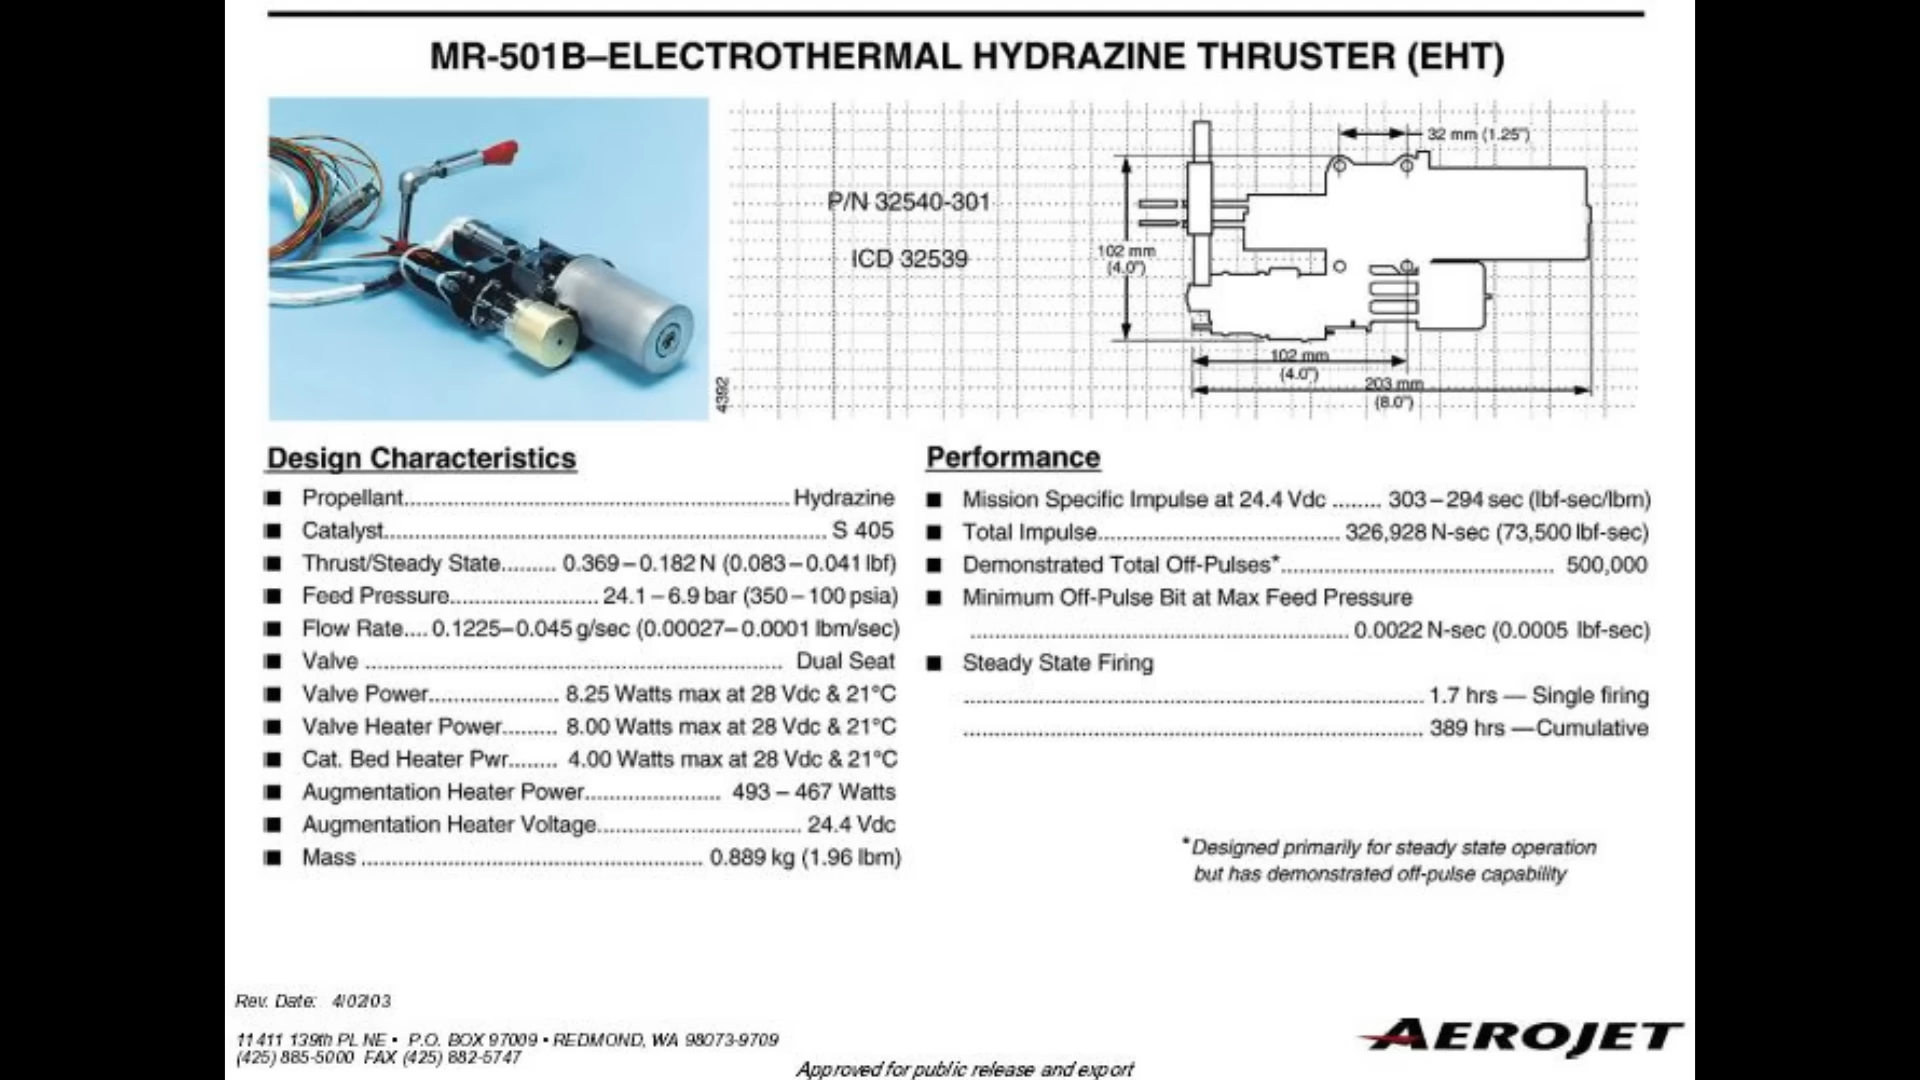 MR-501B–ELECTROTHERMAL HYDRAZINE THRUSTER (EHT)
P/N 32540-301
ICD 32539
4392
32 mm (1.25")
102 mm
(4.0")
102 mm
(4.0")
203 mm
(8.0")
Design Characteristics
■ Propellant............................................................... Hydrazine
■ Catalyst....................................................................... S 405
■ Thrust/Steady State......... 0.369–0.182 N (0.083–0.041 lbf)
■ Feed Pressure........................ 24.1–6.9 bar (350–100 psia)
■ Flow Rate.... 0.1225–0.045 g/sec (0.00027–0.0001 lbm/sec)
■ Valve .................................................................... Dual Seat
■ Valve Power..................... 8.25 Watts max at 28 Vdc & 21°C
■ Valve Heater Power......... 8.00 Watts max at 28 Vdc & 21°C
■ Cat. Bed Heater Pwr........ 4.00 Watts max at 28 Vdc & 21°C
■ Augmentation Heater Power...................... 493 – 467 Watts
■ Augmentation Heater Voltage................................. 24.4 Vdc
■ Mass ....................................................... 0.889 kg (1.96 lbm)
Performance
■ Mission Specific Impulse at 24.4 Vdc ........ 303–294 sec (lbf-sec/lbm)
■ Total Impulse....................................... 326,928 N-sec (73,500 lbf-sec)
■ Demonstrated Total Off-Pulses*............................................ 500,000
■ Minimum Off-Pulse Bit at Max Feed Pressure
............................................................. 0.0022 N-sec (0.0005 lbf-sec)
■ Steady State Firing
.......................................................................... 1.7 hrs — Single firing
.......................................................................... 389 hrs —Cumulative
*Designed primarily for steady state operation
but has demonstrated off-pulse capability
Rev. Date: 4/02/03
11411 139th PL NE • P.O. BOX 97009 • REDMOND, WA 98073-9709
(425) 885-5000 FAX (425) 882-5747
Approved for public release and export
AEROJET